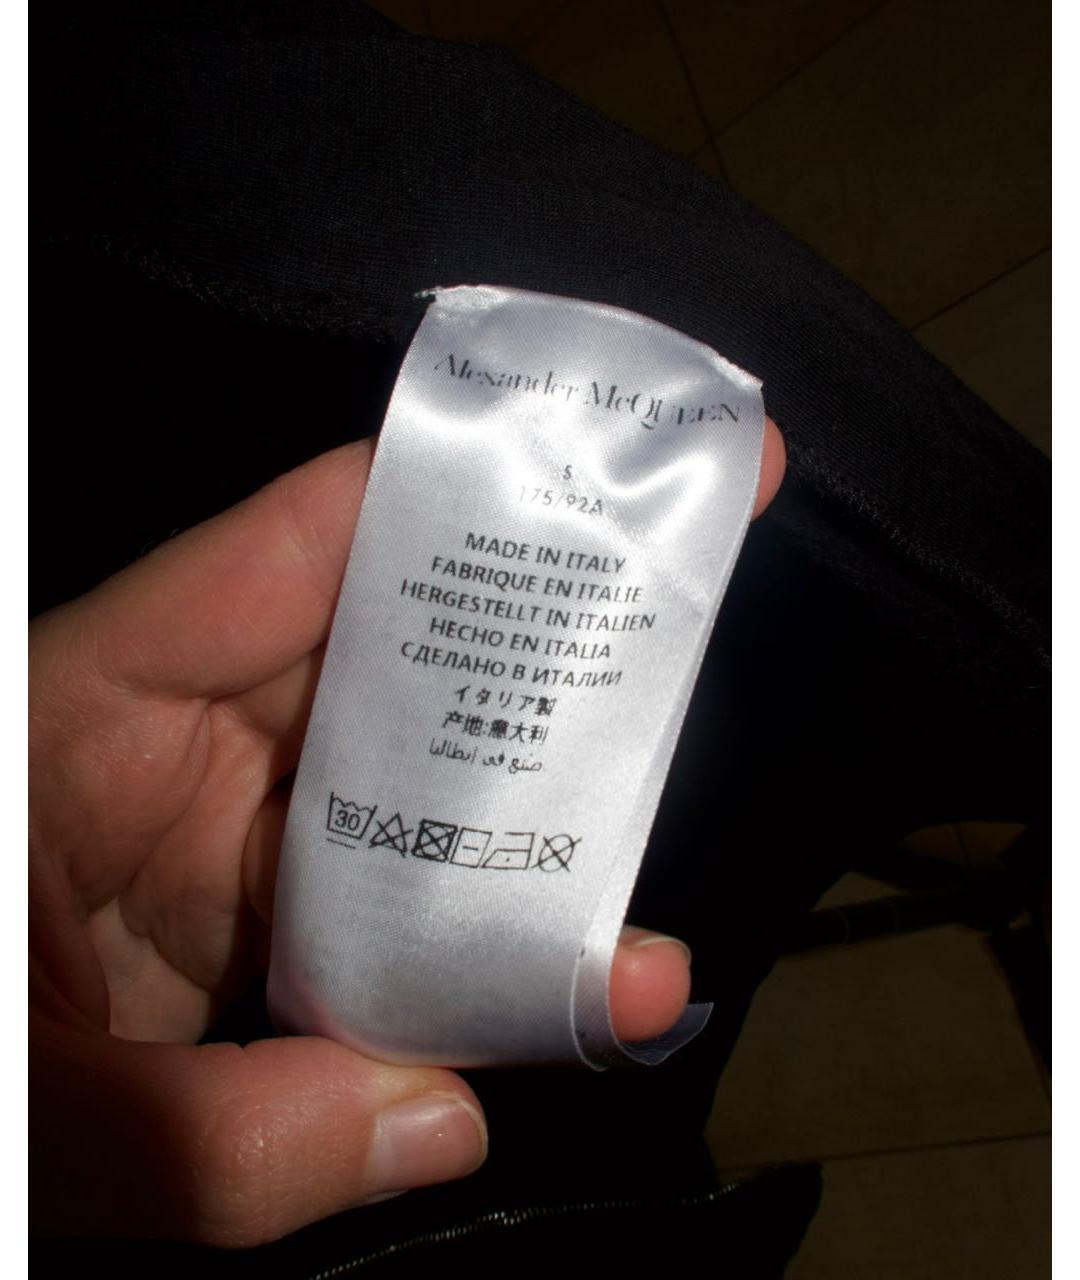 Alexander McQUEEN
S
175/92A
MADE IN ITALY
FABRIQUE EN ITALIE
HERGESTELLT IN ITALIEN
HECHO EN ITALIA
СДЕЛАНО В ИТАЛИИ
イタリア製
产地:意大利
صنع في إيطاليا
30